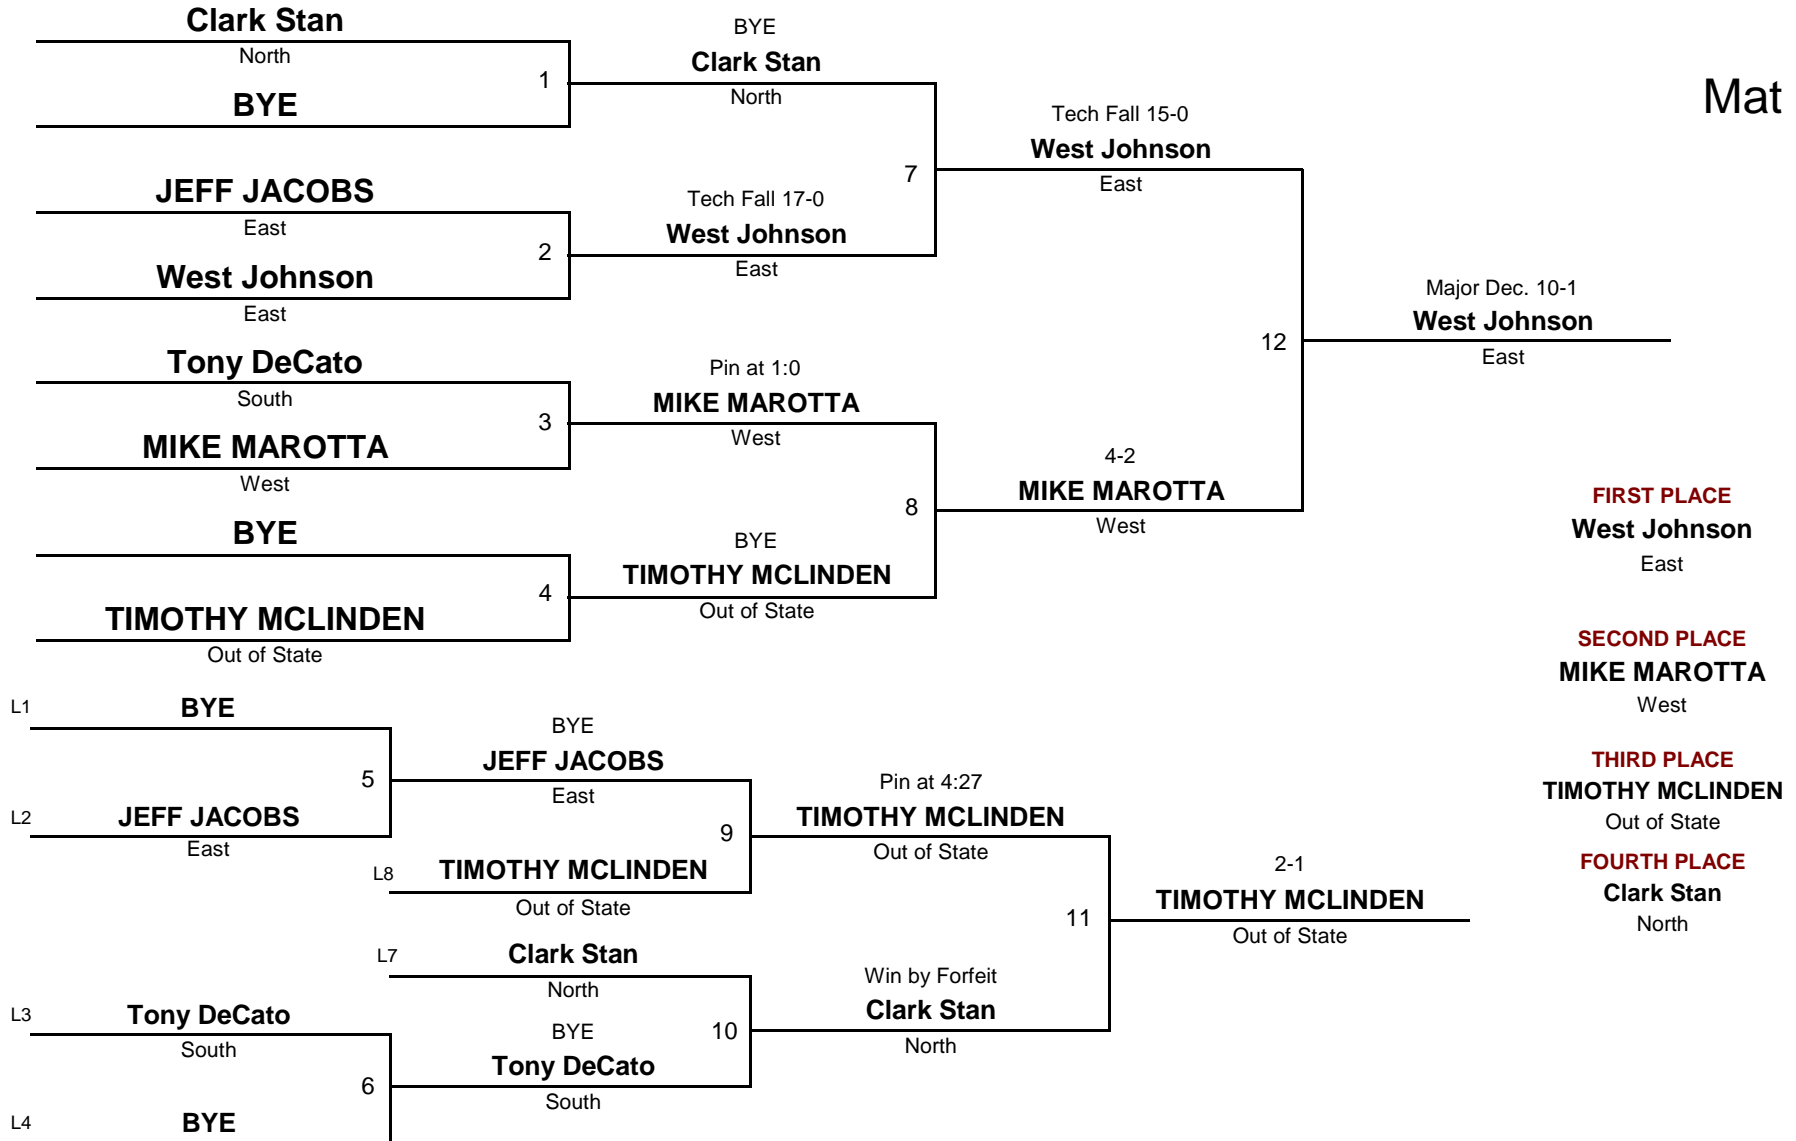 Clark Stan
North
BYE
1
BYE
Clark Stan
North
Mat
JEFF JACOBS
East
West Johnson
East
2
Tech Fall 17-0
West Johnson
East
7
Tech Fall 15-0
West Johnson
East
Tony DeCato
South
MIKE MAROTTA
West
3
Pin at 1:0
MIKE MAROTTA
West
BYE
TIMOTHY MCLINDEN
Out of State
4
BYE
TIMOTHY MCLINDEN
Out of State
8
4-2
MIKE MAROTTA
West
12
Major Dec. 10-1
West Johnson
East
FIRST PLACE
West Johnson
East
SECOND PLACE
MIKE MAROTTA
West
THIRD PLACE
TIMOTHY MCLINDEN
Out of State
FOURTH PLACE
Clark Stan
North
L1
BYE
L2
JEFF JACOBS
East
5
BYE
JEFF JACOBS
East
L8
TIMOTHY MCLINDEN
Out of State
9
Pin at 4:27
TIMOTHY MCLINDEN
Out of State
L7
Clark Stan
North
L3
Tony DeCato
South
L4
BYE
6
BYE
Tony DeCato
South
10
Win by Forfeit
Clark Stan
North
11
2-1
TIMOTHY MCLINDEN
Out of State